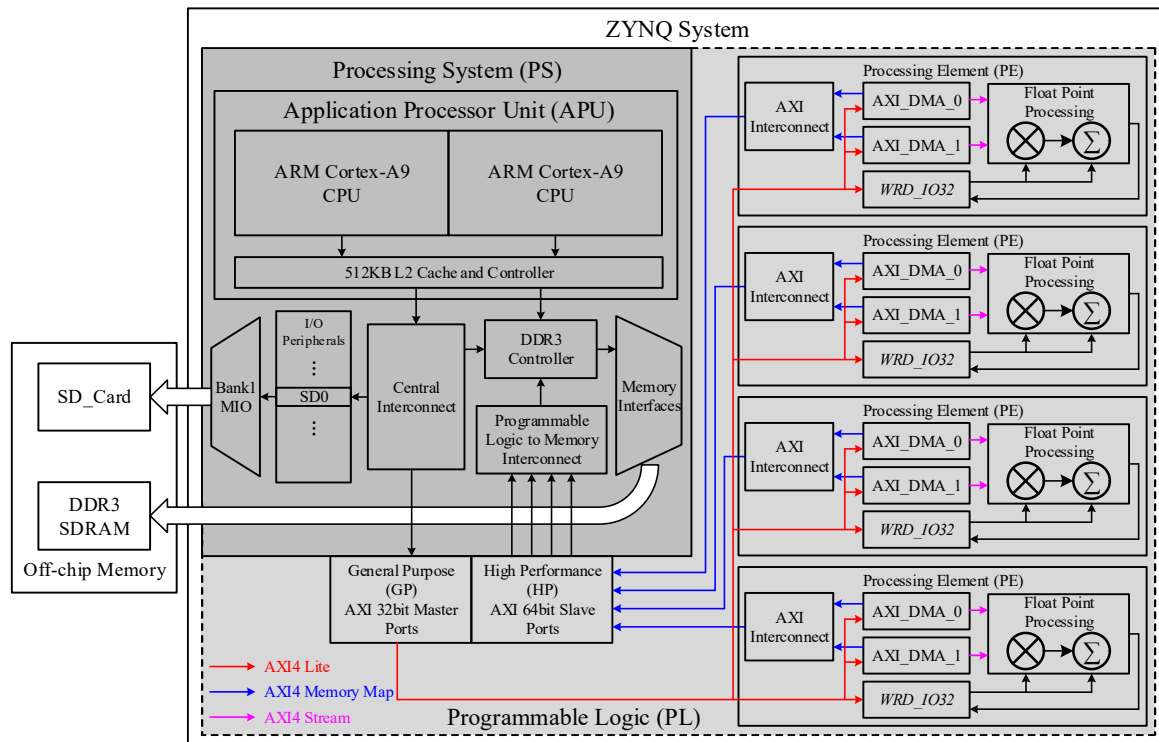 ZYNQ System
Processing System (PS)
Application Processor Unit (APU)
ARM Cortex-A9
CPU
ARM Cortex-A9
CPU
512KB L2 Cache and Controller
I/O
Peripherals
SD0
Bank1
MIO
Central
Interconnect
DDR3
Controller
Programmable
Logic to Memory
Interconnect
Memory
Interfaces
SD_Card
DDR3
SDRAM
Off-chip Memory
General Purpose
(GP)
AXI 32bit Master
Ports
High Performance
(HP)
AXI 64bit Slave
Ports
AXI4 Lite
AXI4 Memory Map
AXI4 Stream
Programmable Logic (PL)
Processing Element (PE)
AXI
Interconnect
AXI_DMA_0
AXI_DMA_1
WRD_IO32
Float Point
Processing
Σ
Processing Element (PE)
AXI
Interconnect
AXI_DMA_0
AXI_DMA_1
WRD_IO32
Float Point
Processing
Σ
Processing Element (PE)
AXI
Interconnect
AXI_DMA_0
AXI_DMA_1
WRD_IO32
Float Point
Processing
Σ
Processing Element (PE)
AXI
Interconnect
AXI_DMA_0
AXI_DMA_1
WRD_IO32
Float Point
Processing
Σ